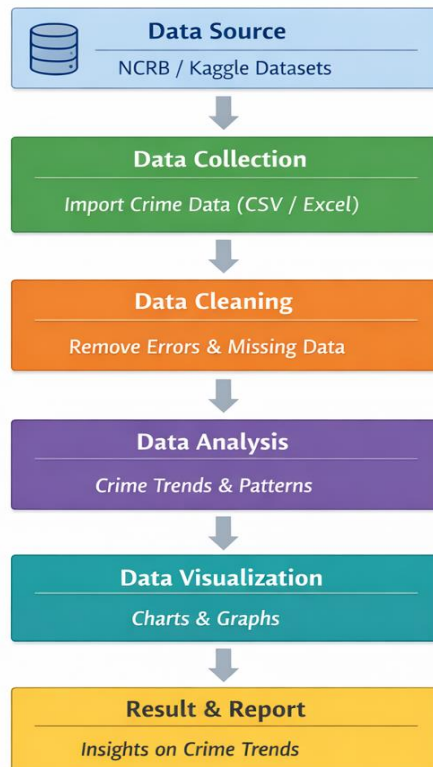 Data Source
NCRB / Kaggle Datasets
Data Collection
Import Crime Data (CSV / Excel)
Data Cleaning
Remove Errors & Missing Data
Data Analysis
Crime Trends & Patterns
Data Visualization
Charts & Graphs
Result & Report
Insights on Crime Trends